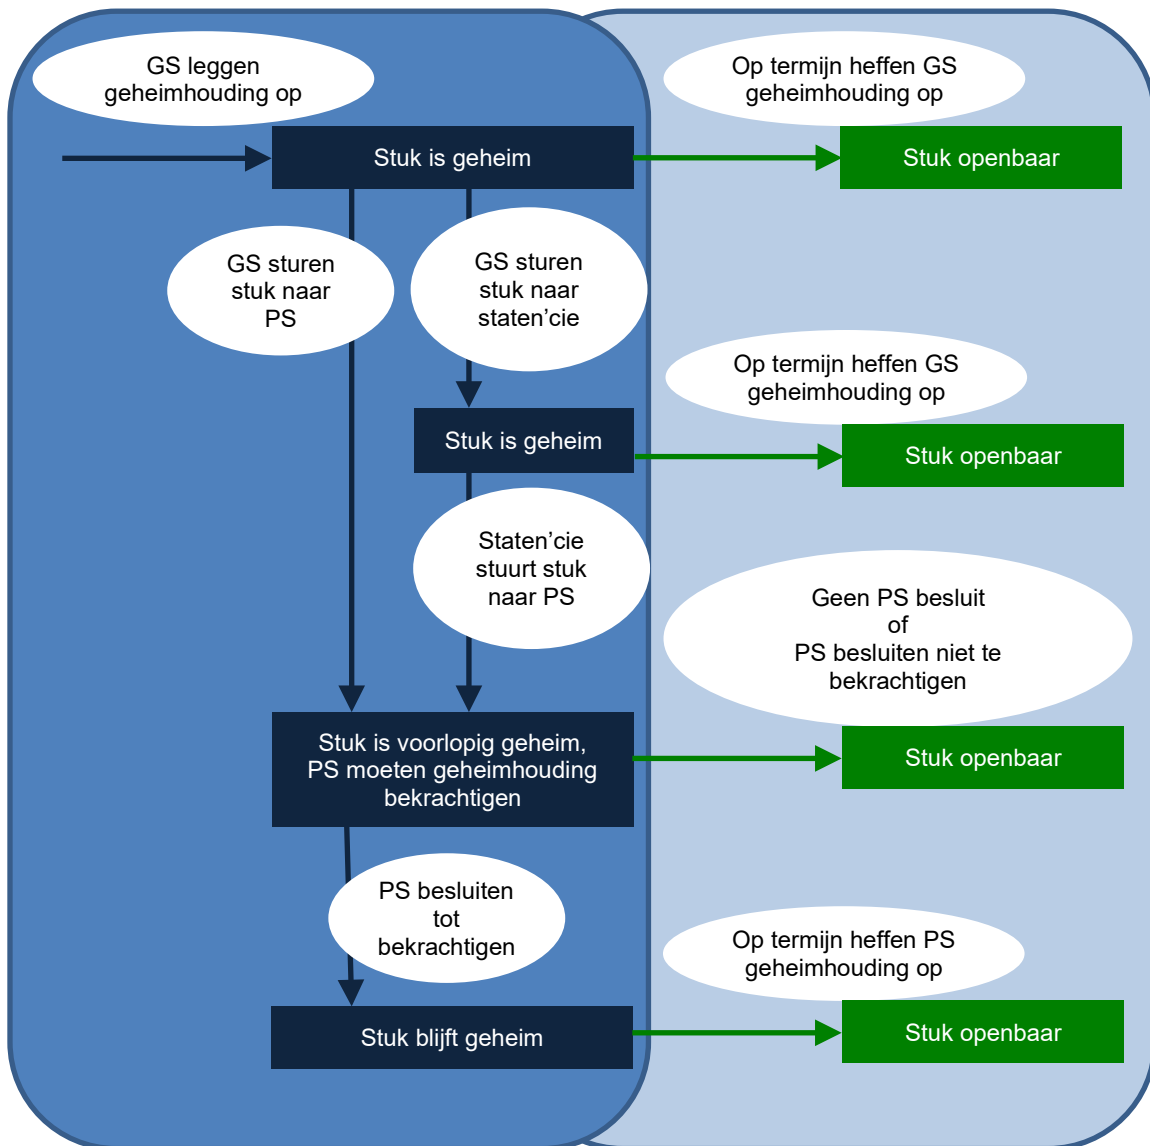 GS leggen
geheimhouding op
Op termijn heffen GS
geheimhouding op
Stuk is geheim
Stuk openbaar
GS sturen
stuk naar
PS
GS sturen
stuk naar
staten’cie
Op termijn heffen GS
geheimhouding op
Stuk is geheim
Stuk openbaar
Staten’cie
stuurt stuk
naar PS
Geen PS besluit
of
PS besluiten niet te
bekrachtigen
Stuk is voorlopig geheim,
PS moeten geheimhouding
bekrachtigen
Stuk openbaar
PS besluiten
tot
bekrachtigen
Op termijn heffen PS
geheimhouding op
Stuk blijft geheim
Stuk openbaar